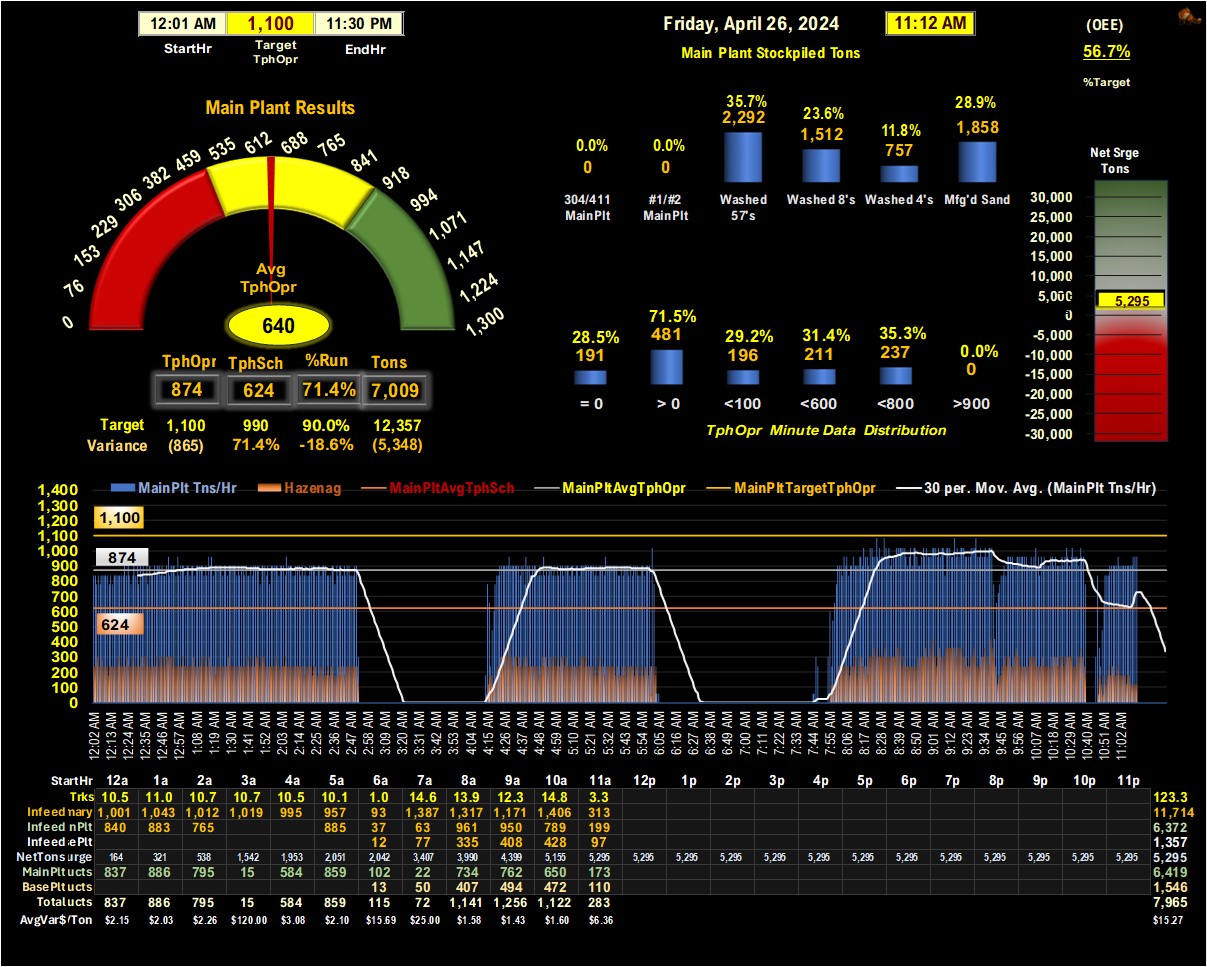 12:01 AM 1,100 11:30 PM
StartHr Target TphOpr EndHr
Friday, April 26, 2024 11:12 AM
Main Plant Stockpiled Tons
(OEE)
56.7%
%Target
Main Plant Results
0 76 153 229 306 382 459 535 612 688 765 841 918 994 1,071 1,147 1,224 1,300
Avg
TphOpr
640
TphOpr TphSch %Run Tons
874 624 71.4% 7,009
Target 1,100 990 90.0% 12,357
Variance (865) 71.4% -18.6% (5,348)
0.0% 0.0% 35.7% 23.6% 11.8% 28.9%
0 0 2,292 1,512 757 1,858
304/411 MainPlt #1/#2 MainPlt Washed 57's Washed 8's Washed 4's Mfg'd Sand
28.5% 71.5% 29.2% 31.4% 35.3% 0.0%
191 481 196 211 237 0
= 0 > 0 <100 <600 <800 >900
TphOpr Minute Data Distribution
Net Srge
Tons
30,000
25,000
20,000
15,000
10,000
5,000
5,295
0
-5,000
-10,000
-15,000
-20,000
-25,000
-30,000
MainPlt Tns/Hr Hazenag MainPltAvgTphSch MainPltAvgTphOpr MainPltTargetTphOpr 30 per. Mov. Avg. (MainPlt Tns/Hr)
1,400
1,300
1,200
1,100
1,000
900
800
700
600
500
400
300
200
100
0
1,100
874
624
12:02 AM 12:13 AM 12:24 AM 12:35 AM 12:46 AM 12:57 AM 1:08 AM 1:19 AM 1:30 AM 1:41 AM 1:52 AM 2:03 AM 2:14 AM 2:25 AM 2:36 AM 2:47 AM 2:58 AM 3:09 AM 3:20 AM 3:31 AM 3:42 AM 3:53 AM 4:04 AM 4:15 AM 4:26 AM 4:37 AM 4:48 AM 4:59 AM 5:10 AM 5:21 AM 5:32 AM 5:43 AM 5:54 AM 6:05 AM 6:16 AM 6:27 AM 6:38 AM 6:49 AM 7:00 AM 7:11 AM 7:22 AM 7:33 AM 7:44 AM 7:55 AM 8:06 AM 8:17 AM 8:28 AM 8:39 AM 8:50 AM 9:01 AM 9:12 AM 9:23 AM 9:34 AM 9:45 AM 9:56 AM 10:07 AM 10:18 AM 10:29 AM 10:40 AM 10:51 AM 11:02 AM
StartHr 12a 1a 2a 3a 4a 5a 6a 7a 8a 9a 10a 11a 12p 1p 2p 3p 4p 5p 6p 7p 8p 9p 10p 11p
Trks 10.5 11.0 10.7 10.7 10.5 10.1 1.0 14.6 13.9 12.3 14.8 3.3 123.3
Infeed mary 1,001 1,043 1,012 1,019 995 957 93 1,387 1,317 1,171 1,406 313 11,714
Infeed nPlt 840 883 765 885 37 63 961 950 789 199 6,372
Infeed ePlt 12 77 335 408 428 97 1,357
NetTons urge 164 321 538 1,542 1,953 2,051 2,042 3,407 3,990 4,399 5,155 5,295 5,295 5,295 5,295 5,295 5,295 5,295 5,295 5,295 5,295 5,295 5,295 5,295 5,295
MainPlt ucts 837 886 795 15 584 859 102 22 734 762 650 173 6,419
BasePlt ucts 13 50 407 494 472 110 1,546
Total ucts 837 886 795 15 584 859 115 72 1,141 1,256 1,122 283 7,965
AvgVar$/Ton $2.15 $2.03 $2.26 $120.00 $3.08 $2.10 $15.69 $25.00 $1.58 $1.43 $1.60 $6.36 $15.27